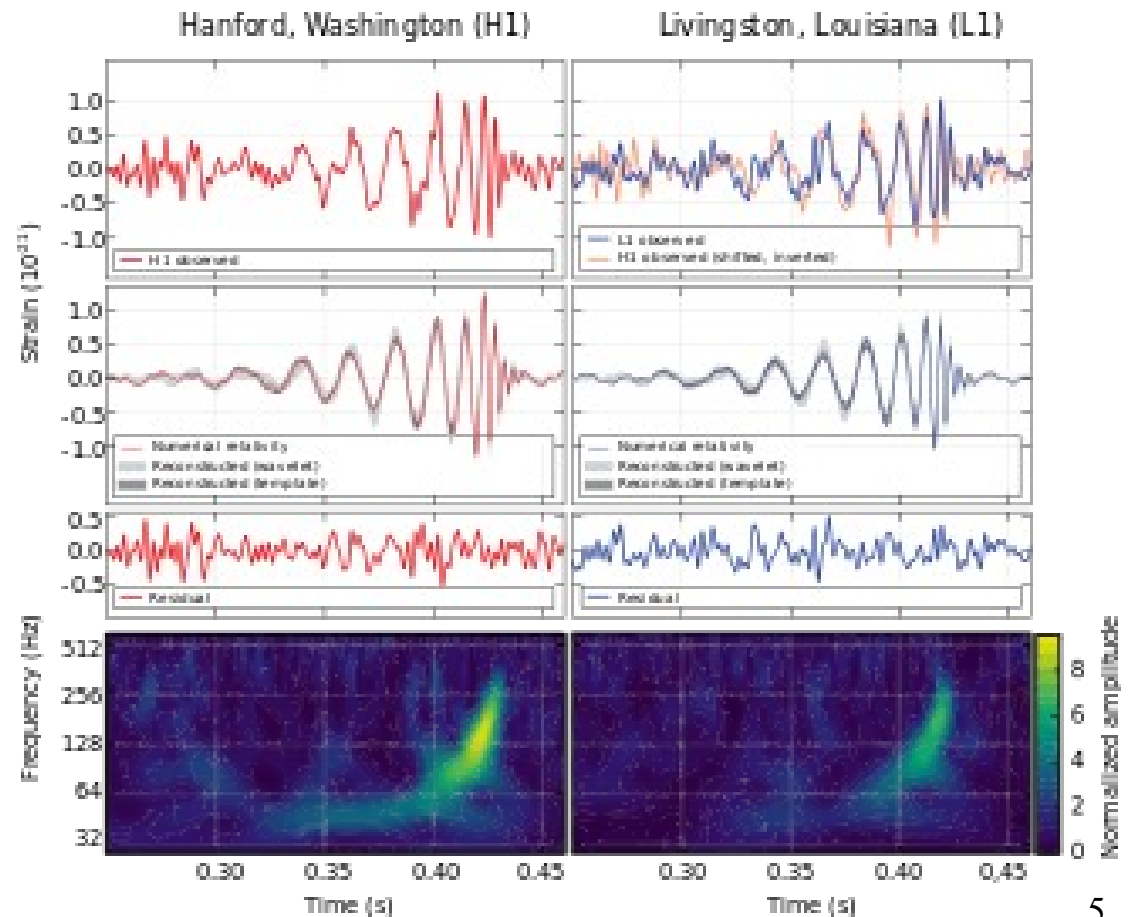 Hanford, Washington (H1)
Livingston, Louisiana (L1)
Strain (10⁻²¹)
1.0
0.5
0.0
-0.5
-1.0
H1 observed
L1 observed
H1 observed (shifted, inverted)
1.0
0.5
0.0
-0.5
-1.0
Numerical relativity
Reconstructed (wavelet)
Reconstructed (template)
Numerical relativity
Reconstructed (wavelet)
Reconstructed (template)
0.5
0.0
-0.5
Residual
Residual
Frequency (Hz)
512
256
128
64
32
0.30
0.35
0.40
0.45
Time (s)
0.30
0.35
0.40
0.45
Time (s)
8
6
4
2
0
Normalized amplitude
5